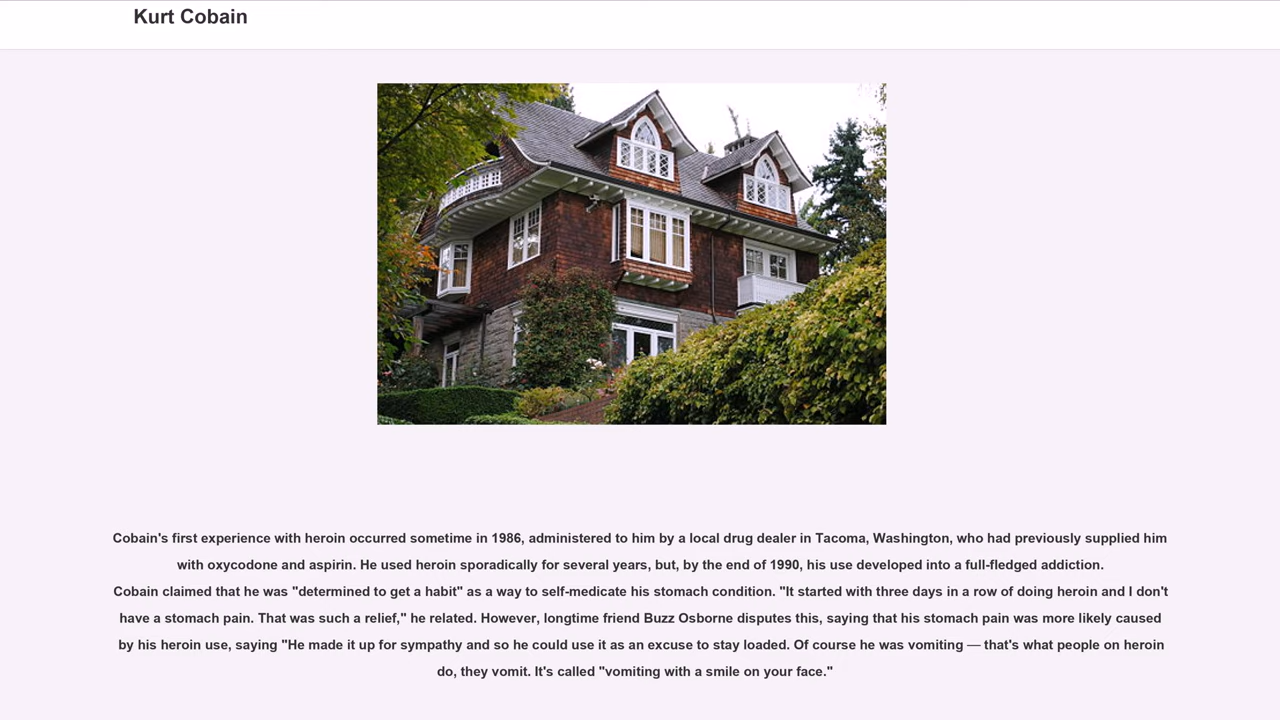 Kurt Cobain
Cobain's first experience with heroin occurred sometime in 1986, administered to him by a local drug dealer in Tacoma, Washington, who had previously supplied him
with oxycodone and aspirin. He used heroin sporadically for several years, but, by the end of 1990, his use developed into a full-fledged addiction.
Cobain claimed that he was "determined to get a habit" as a way to self-medicate his stomach condition. "It started with three days in a row of doing heroin and I don't
have a stomach pain. That was such a relief," he related. However, longtime friend Buzz Osborne disputes this, saying that his stomach pain was more likely caused
by his heroin use, saying "He made it up for sympathy and so he could use it as an excuse to stay loaded. Of course he was vomiting — that's what people on heroin
do, they vomit. It's called "vomiting with a smile on your face."